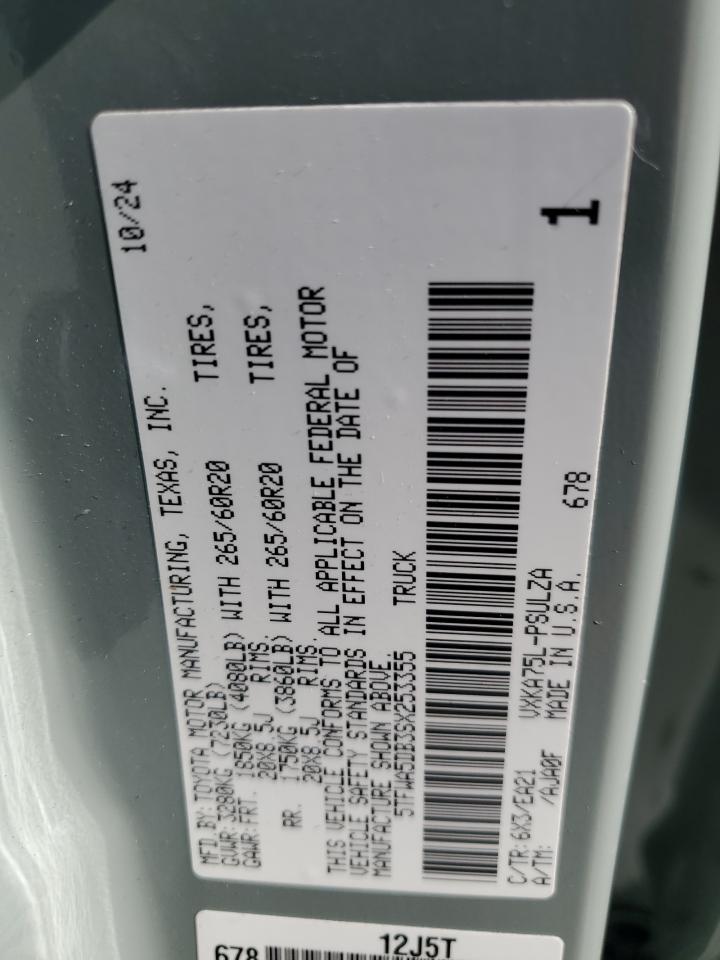 MFD.BY:TOYOTA MOTOR MANUFACTURING, TEXAS, INC. 10/24
GVWR:3280KG (7230LB)
GAWR:FRT. 1850KG (4080LB) WITH 265/60R20 TIRES,
20X8.5J RIMS,
RR. 1750KG (3860LB) WITH 265/60R20 TIRES,
20X8.5J RIMS.
THIS VEHICLE CONFORMS TO ALL APPLICABLE FEDERAL MOTOR
VEHICLE SAFETY STANDARDS IN EFFECT ON THE DATE OF
MANUFACTURE SHOWN ABOVE.
5TFWA5DB3SX253355 TRUCK
C/TR:6X3/EA21 VXKA75L-PSULZA
A/TM: /AJA0F MADE IN U.S.A. 678
1
12J5T
678